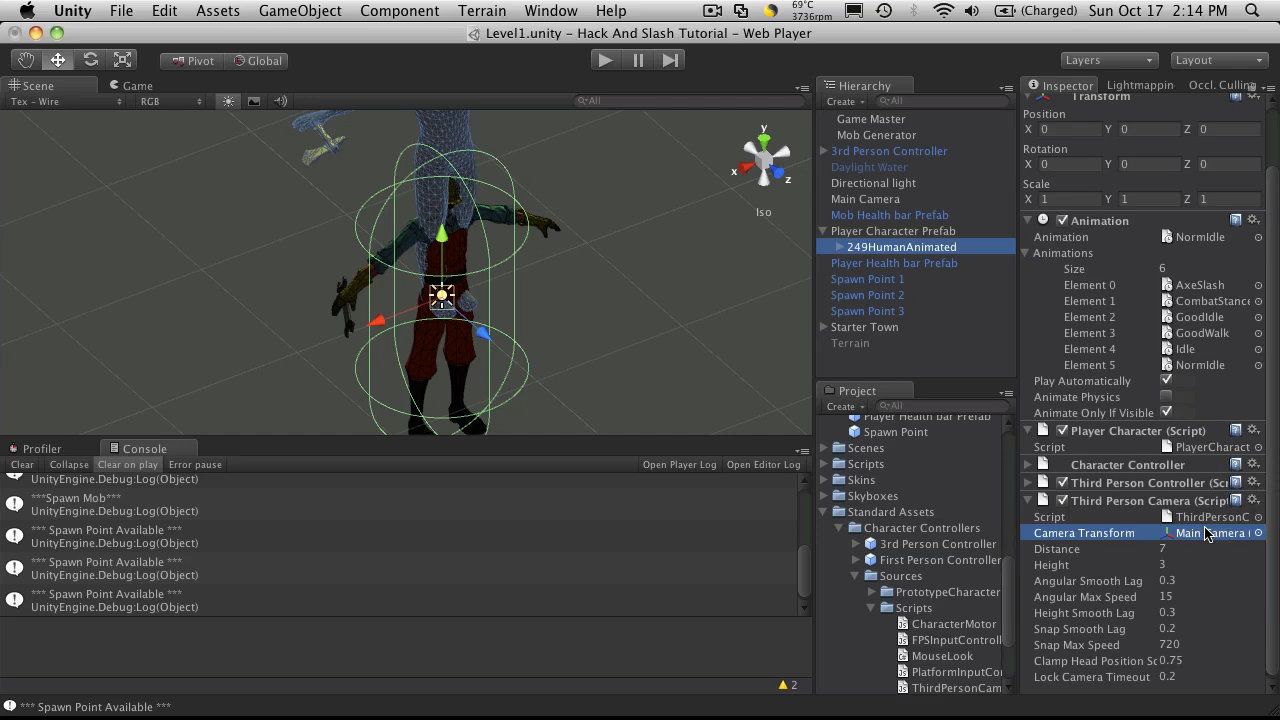 Unity File Edit Assets GameObject Component Terrain Window Help 69°C 3736rpm (Charged) Sun Oct 17 2:14 PM
Level1.unity - Hack And Slash Tutorial - Web Player
Pivot Global Layers Layout
Scene Game
Tex - Wire RGB All
y
x
z
Iso
Profiler Console
Clear Collapse Clear on play Error pause Open Player Log Open Editor Log
UnityEngine.Debug:Log(Object)
***Spawn Mob***
UnityEngine.Debug:Log(Object)
*** Spawn Point Available ***
UnityEngine.Debug:Log(Object)
*** Spawn Point Available ***
UnityEngine.Debug:Log(Object)
*** Spawn Point Available ***
UnityEngine.Debug:Log(Object)
2
*** Spawn Point Available ***
Hierarchy
Create All
Game Master
Mob Generator
3rd Person Controller
Daylight Water
Directional light
Main Camera
Mob Health bar Prefab
Player Character Prefab
249HumanAnimated
Player Health bar Prefab
Spawn Point 1
Spawn Point 2
Spawn Point 3
Starter Town
Terrain
Project
Create All
Player Health bar Prefab
Spawn Point
Scenes
Scripts
Skins
Skyboxes
Standard Assets
Character Controllers
3rd Person Controller
First Person Controller
Sources
PrototypeCharacter
Scripts
CharacterMotor
FPSInputControll
MouseLook
PlatformInputCo
ThirdPersonCam
Inspector Lightmappin Occl. Cullin
Transform
Position
X 0 Y 0 Z 0
Rotation
X 0 Y 0 Z 0
Scale
X 1 Y 1 Z 1
Animation
Animation NormIdle
Animations
Size 6
Element 0 AxeSlash
Element 1 CombatStance
Element 2 GoodIdle
Element 3 GoodWalk
Element 4 Idle
Element 5 NormIdle
Play Automatically
Animate Physics
Animate Only If Visible
Player Character (Script)
Script PlayerCharact
Character Controller
Third Person Controller (Scri
Third Person Camera (Script
Script ThirdPersonC
Camera Transform Main Camera (
Distance 7
Height 3
Angular Smooth Lag 0.3
Angular Max Speed 15
Height Smooth Lag 0.3
Snap Smooth Lag 0.2
Snap Max Speed 720
Clamp Head Position Sc 0.75
Lock Camera Timeout 0.2